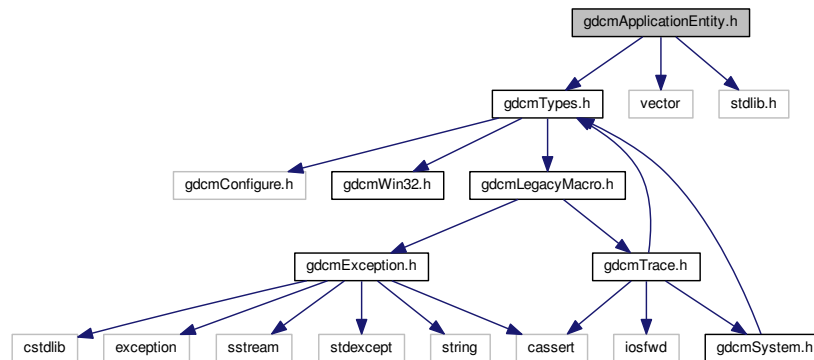 gdcmApplicationEntity.h
gdcmTypes.h
vector
stdlib.h
gdcmConfigure.h
gdcmWin32.h
gdcmLegacyMacro.h
gdcmException.h
gdcmTrace.h
cstdlib
exception
sstream
stdexcept
string
cassert
iosfwd
gdcmSystem.h